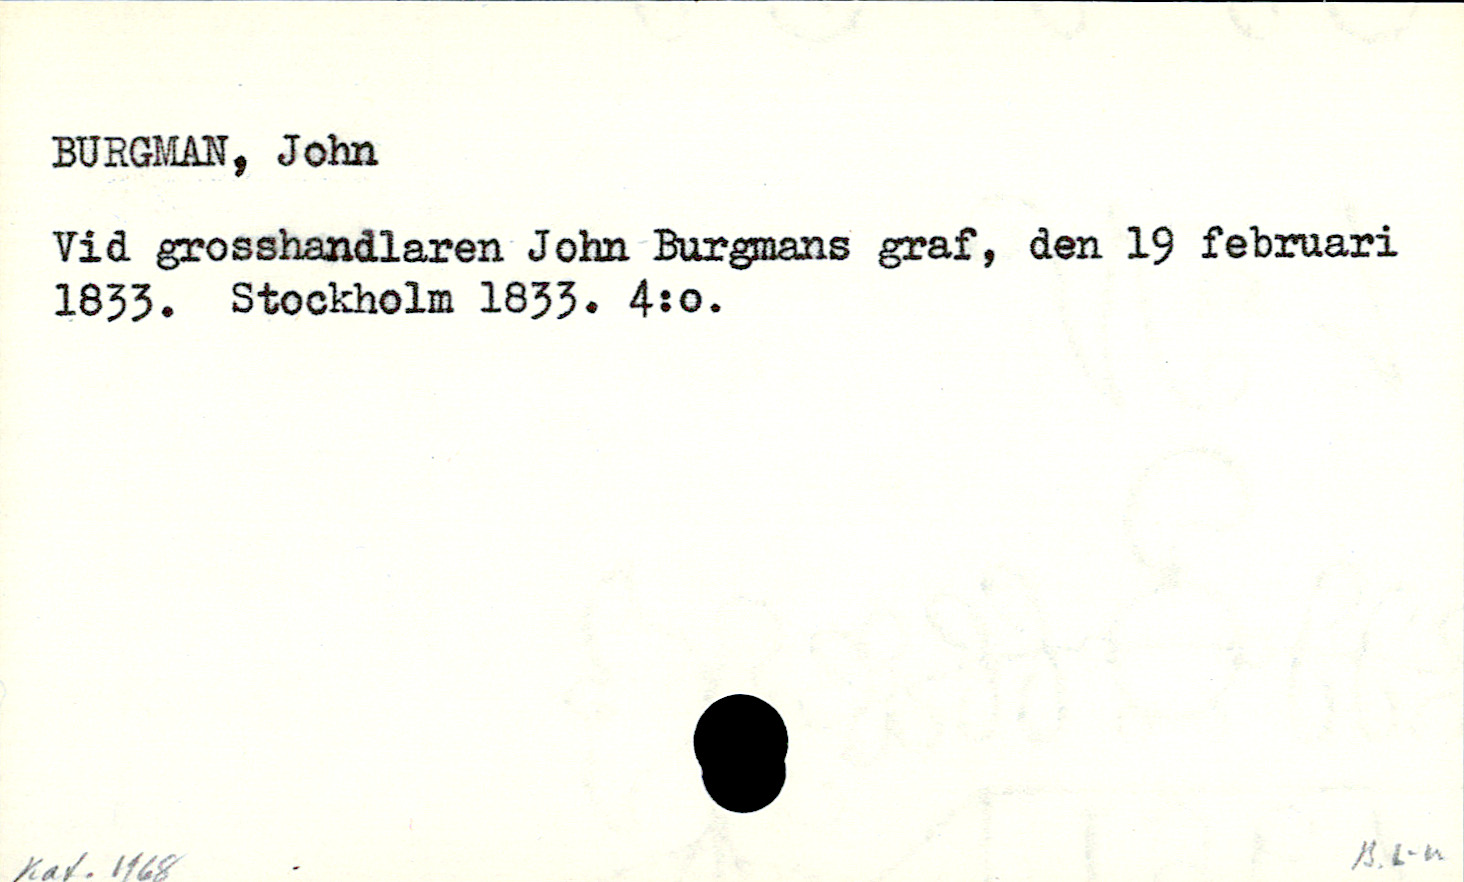 BURGMAN, John
Vid grosshandlaren John Burgmans graf, den 19 februari
1833. Stockholm 1833. 4:o.
Kat. 1968
B. L-n